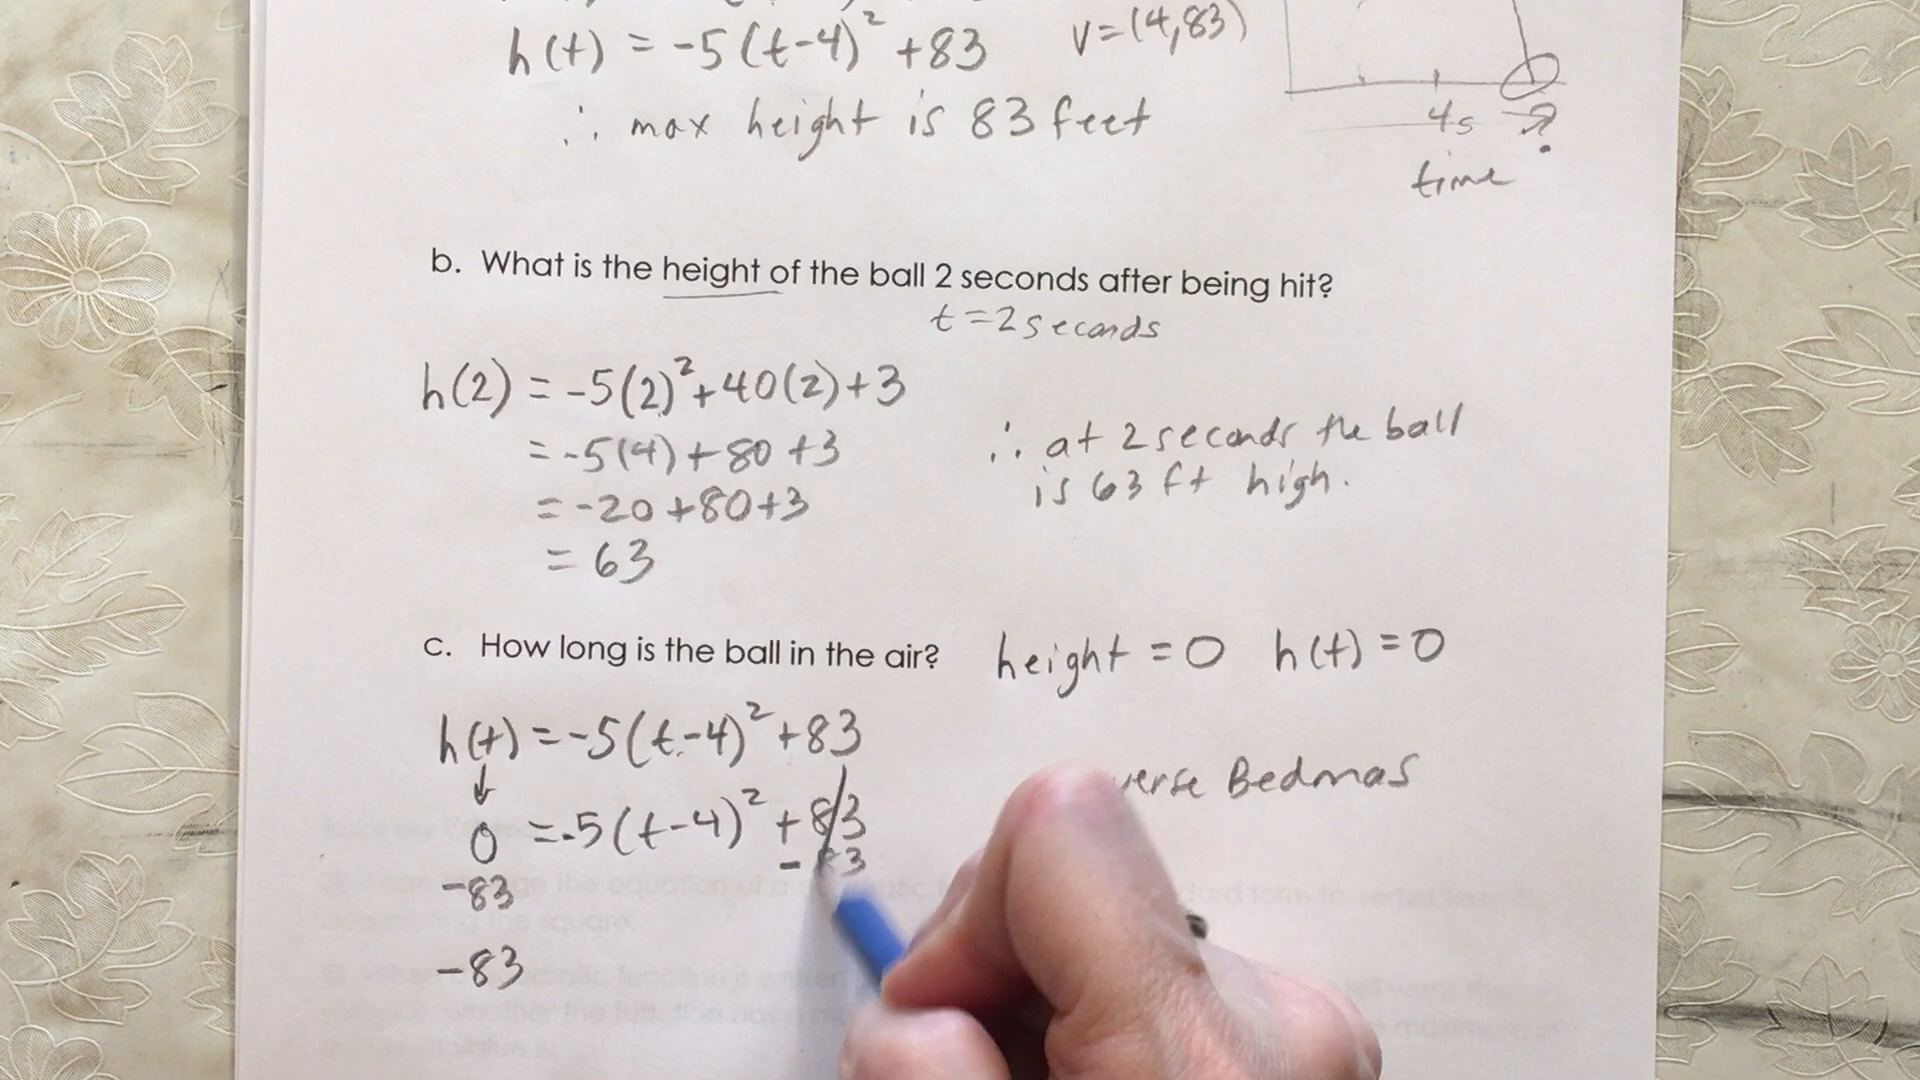 h(t) = -5(t-4)² +83
v=(4,83)
∴ max height is 83 feet
4s
?
time
b. What is the height of the ball 2 seconds after being hit?
t=2 seconds
h(2) = -5(2)²+40(2)+3
= -5(4)+80+3
= -20+80+3
= 63
∴ at 2 seconds the ball
is 63 ft high.
c. How long is the ball in the air?
height = 0 h(t) = 0
h(t) = -5(t-4)²+83
Bedmas
0 = -5(t-4)²+83
-83 -83
-83